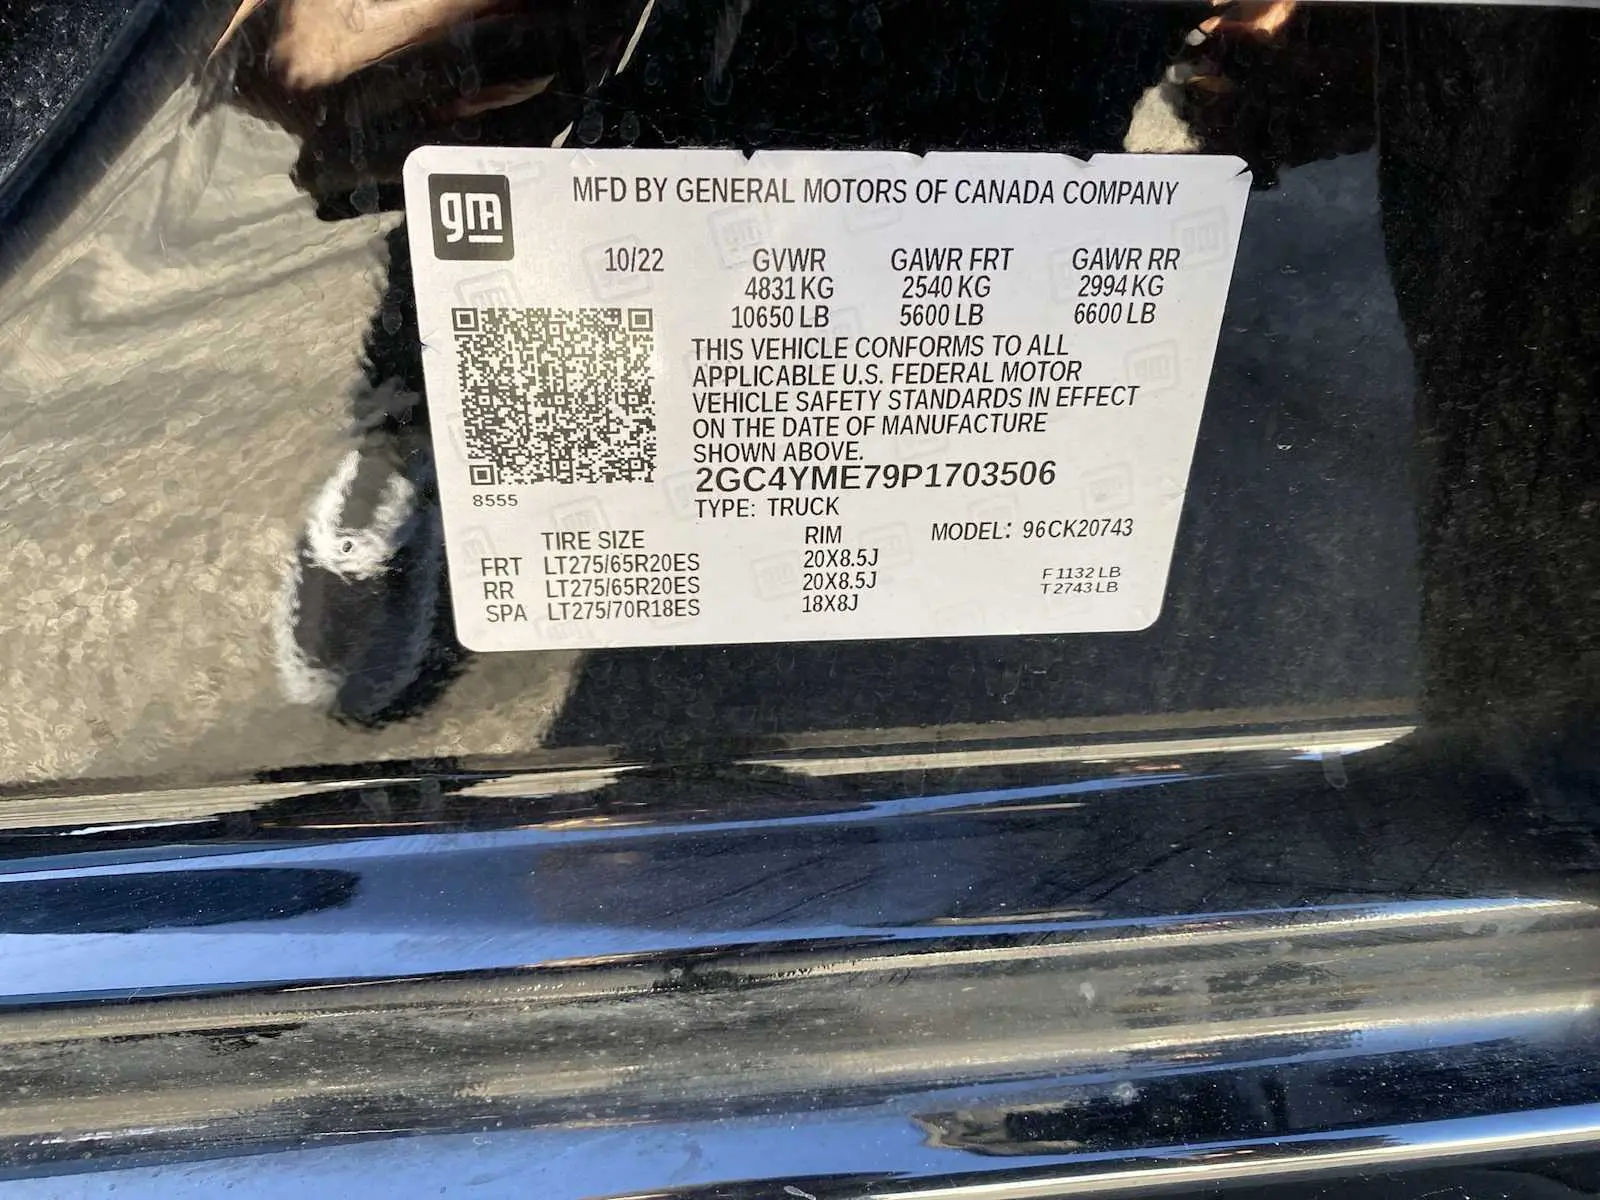 gm
MFD BY GENERAL MOTORS OF CANADA COMPANY
10/22 GVWR GAWR FRT GAWR RR
4831 KG 2540 KG 2994 KG
10650 LB 5600 LB 6600 LB
THIS VEHICLE CONFORMS TO ALL
APPLICABLE U.S. FEDERAL MOTOR
VEHICLE SAFETY STANDARDS IN EFFECT
ON THE DATE OF MANUFACTURE
SHOWN ABOVE.
2GC4YME79P1703506
8555
TYPE: TRUCK
TIRE SIZE RIM MODEL: 96CK20743
FRT LT275/65R20ES 20X8.5J
RR LT275/65R20ES 20X8.5J
SPA LT275/70R18ES 18X8J
F 1132 LB
T 2743 LB